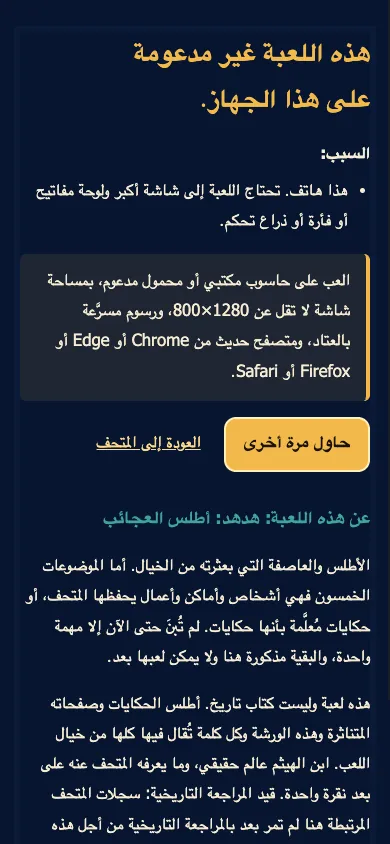 هذه اللعبة غير مدعومة
على هذا الجهاز.
السبب:
• هذا هاتف. تحتاج اللعبة إلى شاشة أكبر ولوحة مفاتيح
أو فأرة أو ذراع تحكم.
العب على حاسوب مكتبي أو محمول مدعوم، بمساحة
شاشة لا تقل عن 1280×800، ورسوم مسرَّعة
بالعتاد، ومتصفح حديث من Chrome أو Edge أو
Firefox أو Safari.
حاول مرة أخرى
العودة إلى المتحف
عن هذه اللعبة: هدهد: أطلس العجائب
الأطلس والعاصفة التي بعثرته من الخيال. أما الموضوعات
الخمسون فهي أشخاص وأماكن وأعمال يحفظها المتحف، أو
حكايات مُعلَّمة بأنها حكايات. لم تُبنَ حتى الآن إلا مهمة
واحدة، والبقية مذكورة هنا ولا يمكن لعبها بعد.
هذه لعبة وليست كتاب تاريخ. أطلس الحكايات وصفحاته
المتناثرة وهذه الورشة وكل كلمة تُقال فيها كلها من خيال
اللعب. ابن الهيثم عالم حقيقي، وما يعرفه المتحف عنه على
بعد نقرة واحدة. قيد المراجعة التاريخية: سجلات المتحف
المرتبطة هنا لم تمر بعد بالمراجعة التاريخية من أجل هذه